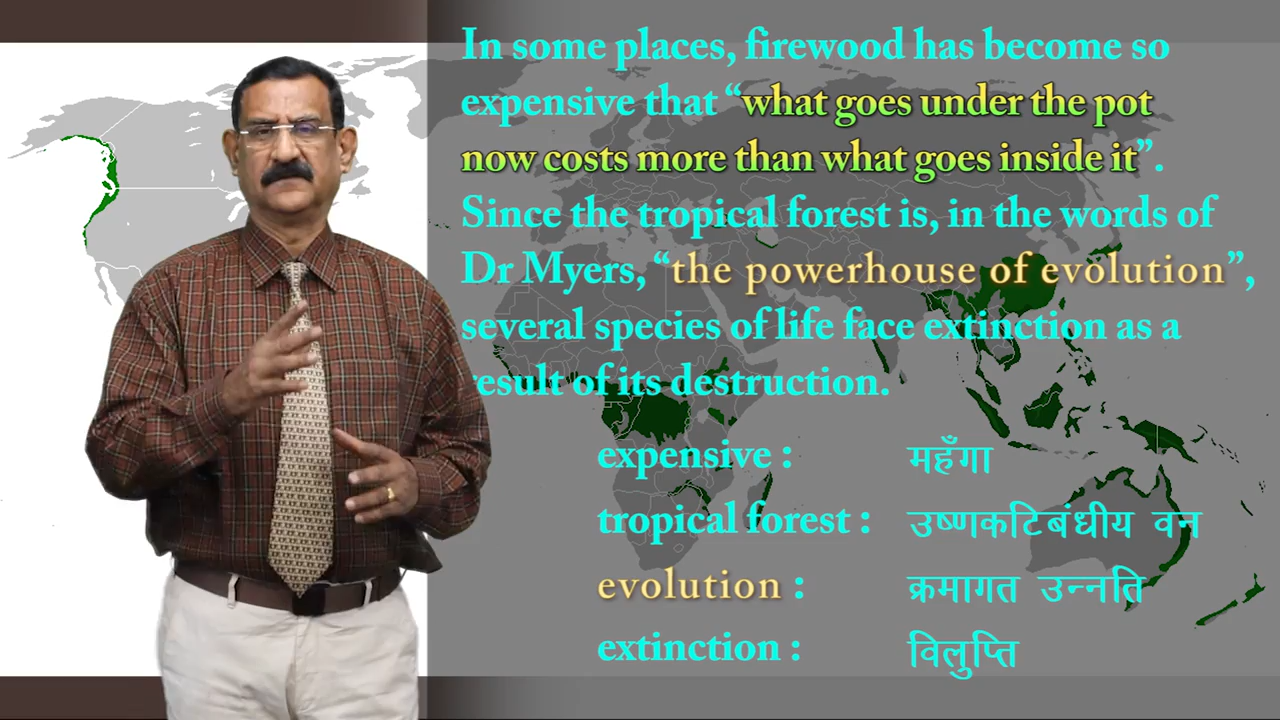 In some places, firewood has become so
expensive that “what goes under the pot
now costs more than what goes inside it”.
Since the tropical forest is, in the words of
Dr Myers, “the powerhouse of evolution”,
several species of life face extinction as a
result of its destruction.
expensive : महँगा
tropical forest : उष्णकटिबंधीय वन
evolution : क्रमागत उन्नति
extinction : विलुप्ति